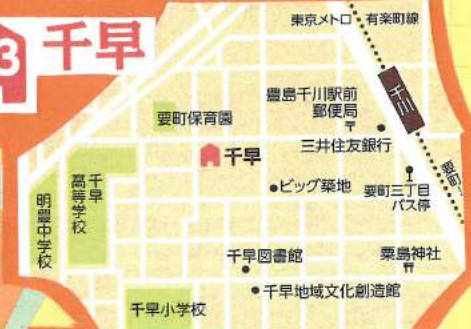 3 千早
東京メトロ 有楽町線
千川
豊島千川駅前
郵便局
〒
要町保育園
三井住友銀行
千早
要町
ビッグ築地
要町三丁目
バス停
千早
高等学校
明豊中学校
千早図書館
粟島神社
千早地域文化創造館
千早小学校